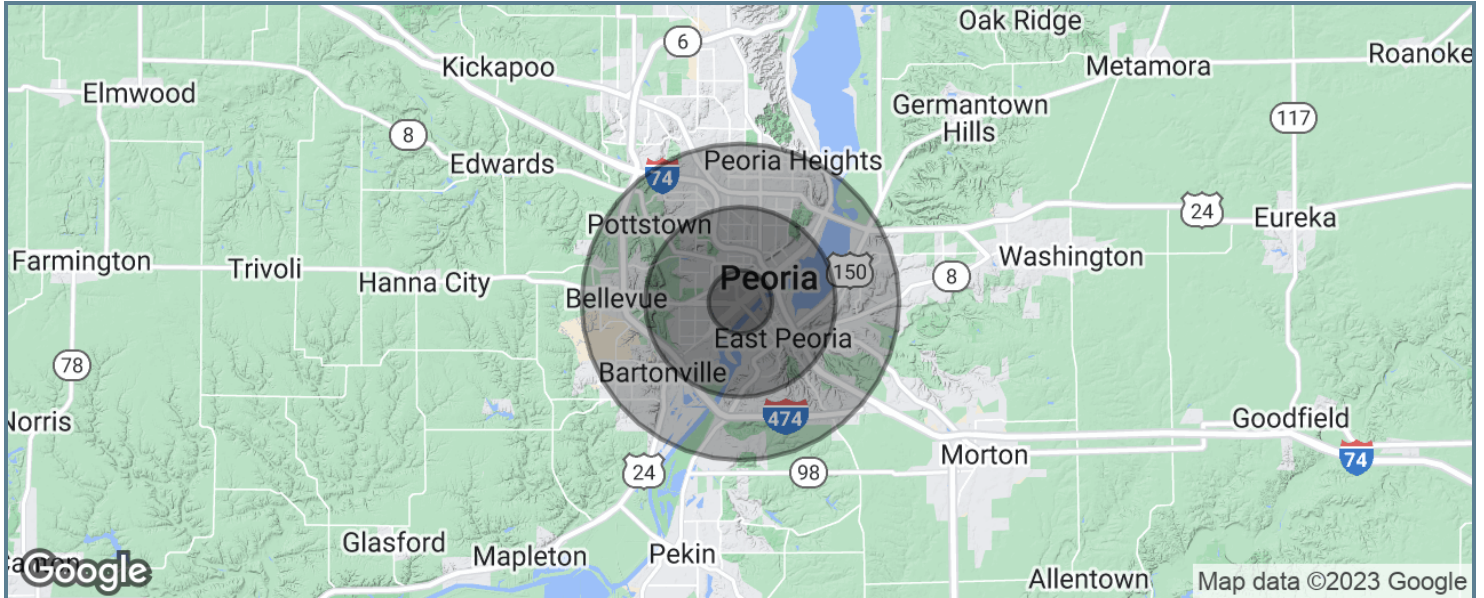 Oak Ridge
6
Kickapoo
Metamora
Roanoke
Elmwood
Germantown
Hills
117
8
Edwards
Peoria Heights
74
24
Pottstown
Eureka
Farmington
Trivoli
Hanna City
Peoria
150
8
Washington
Bellevue
East Peoria
78
Bartonville
Norris
474
Goodfield
24
98
Morton
74
Glasford
Mapleton
Pekin
Google
Allentown
Map data ©2023 Google